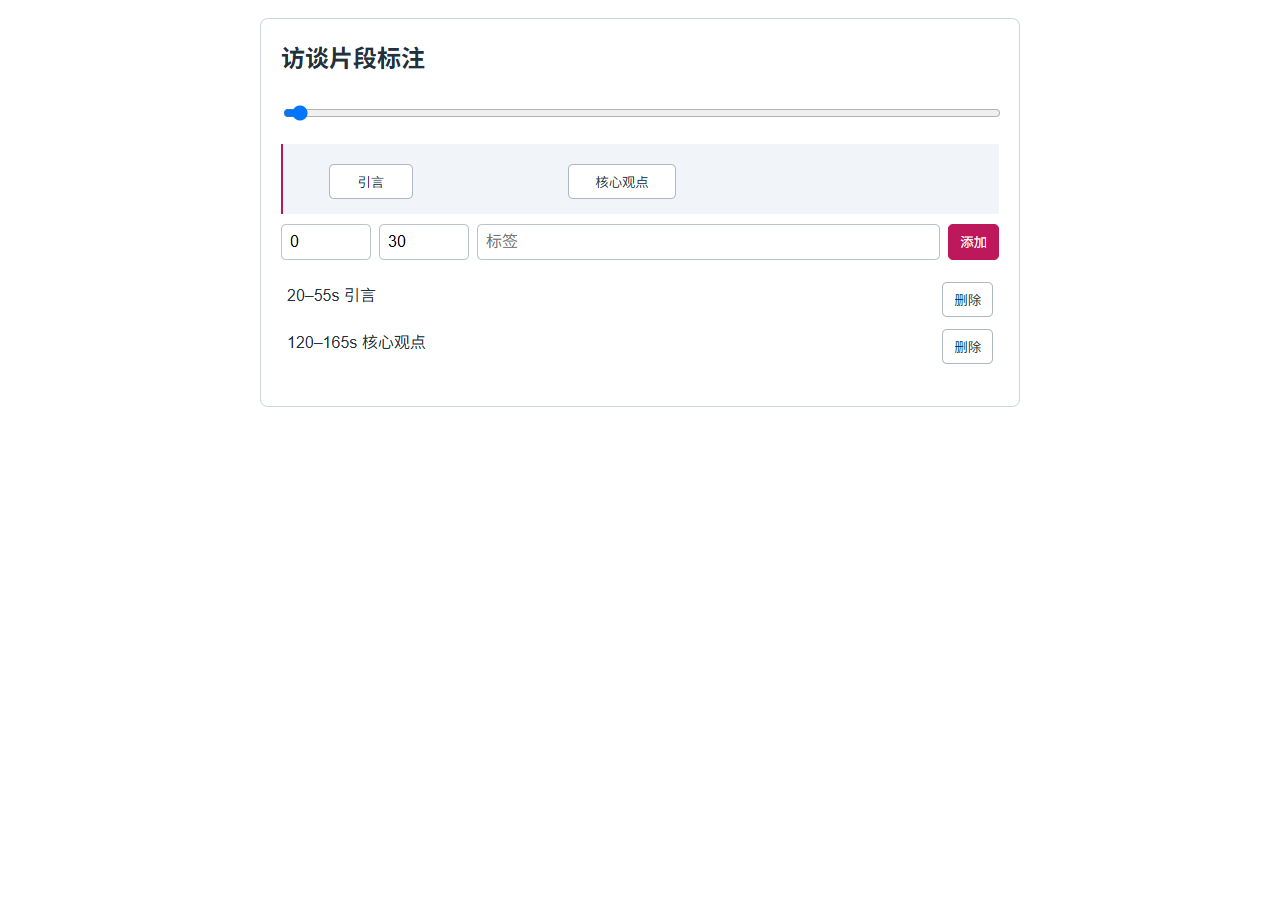 访谈片段标注
引言 核心观点
0 30 标签 添加
20–55s 引言 删除
120–165s 核心观点 删除